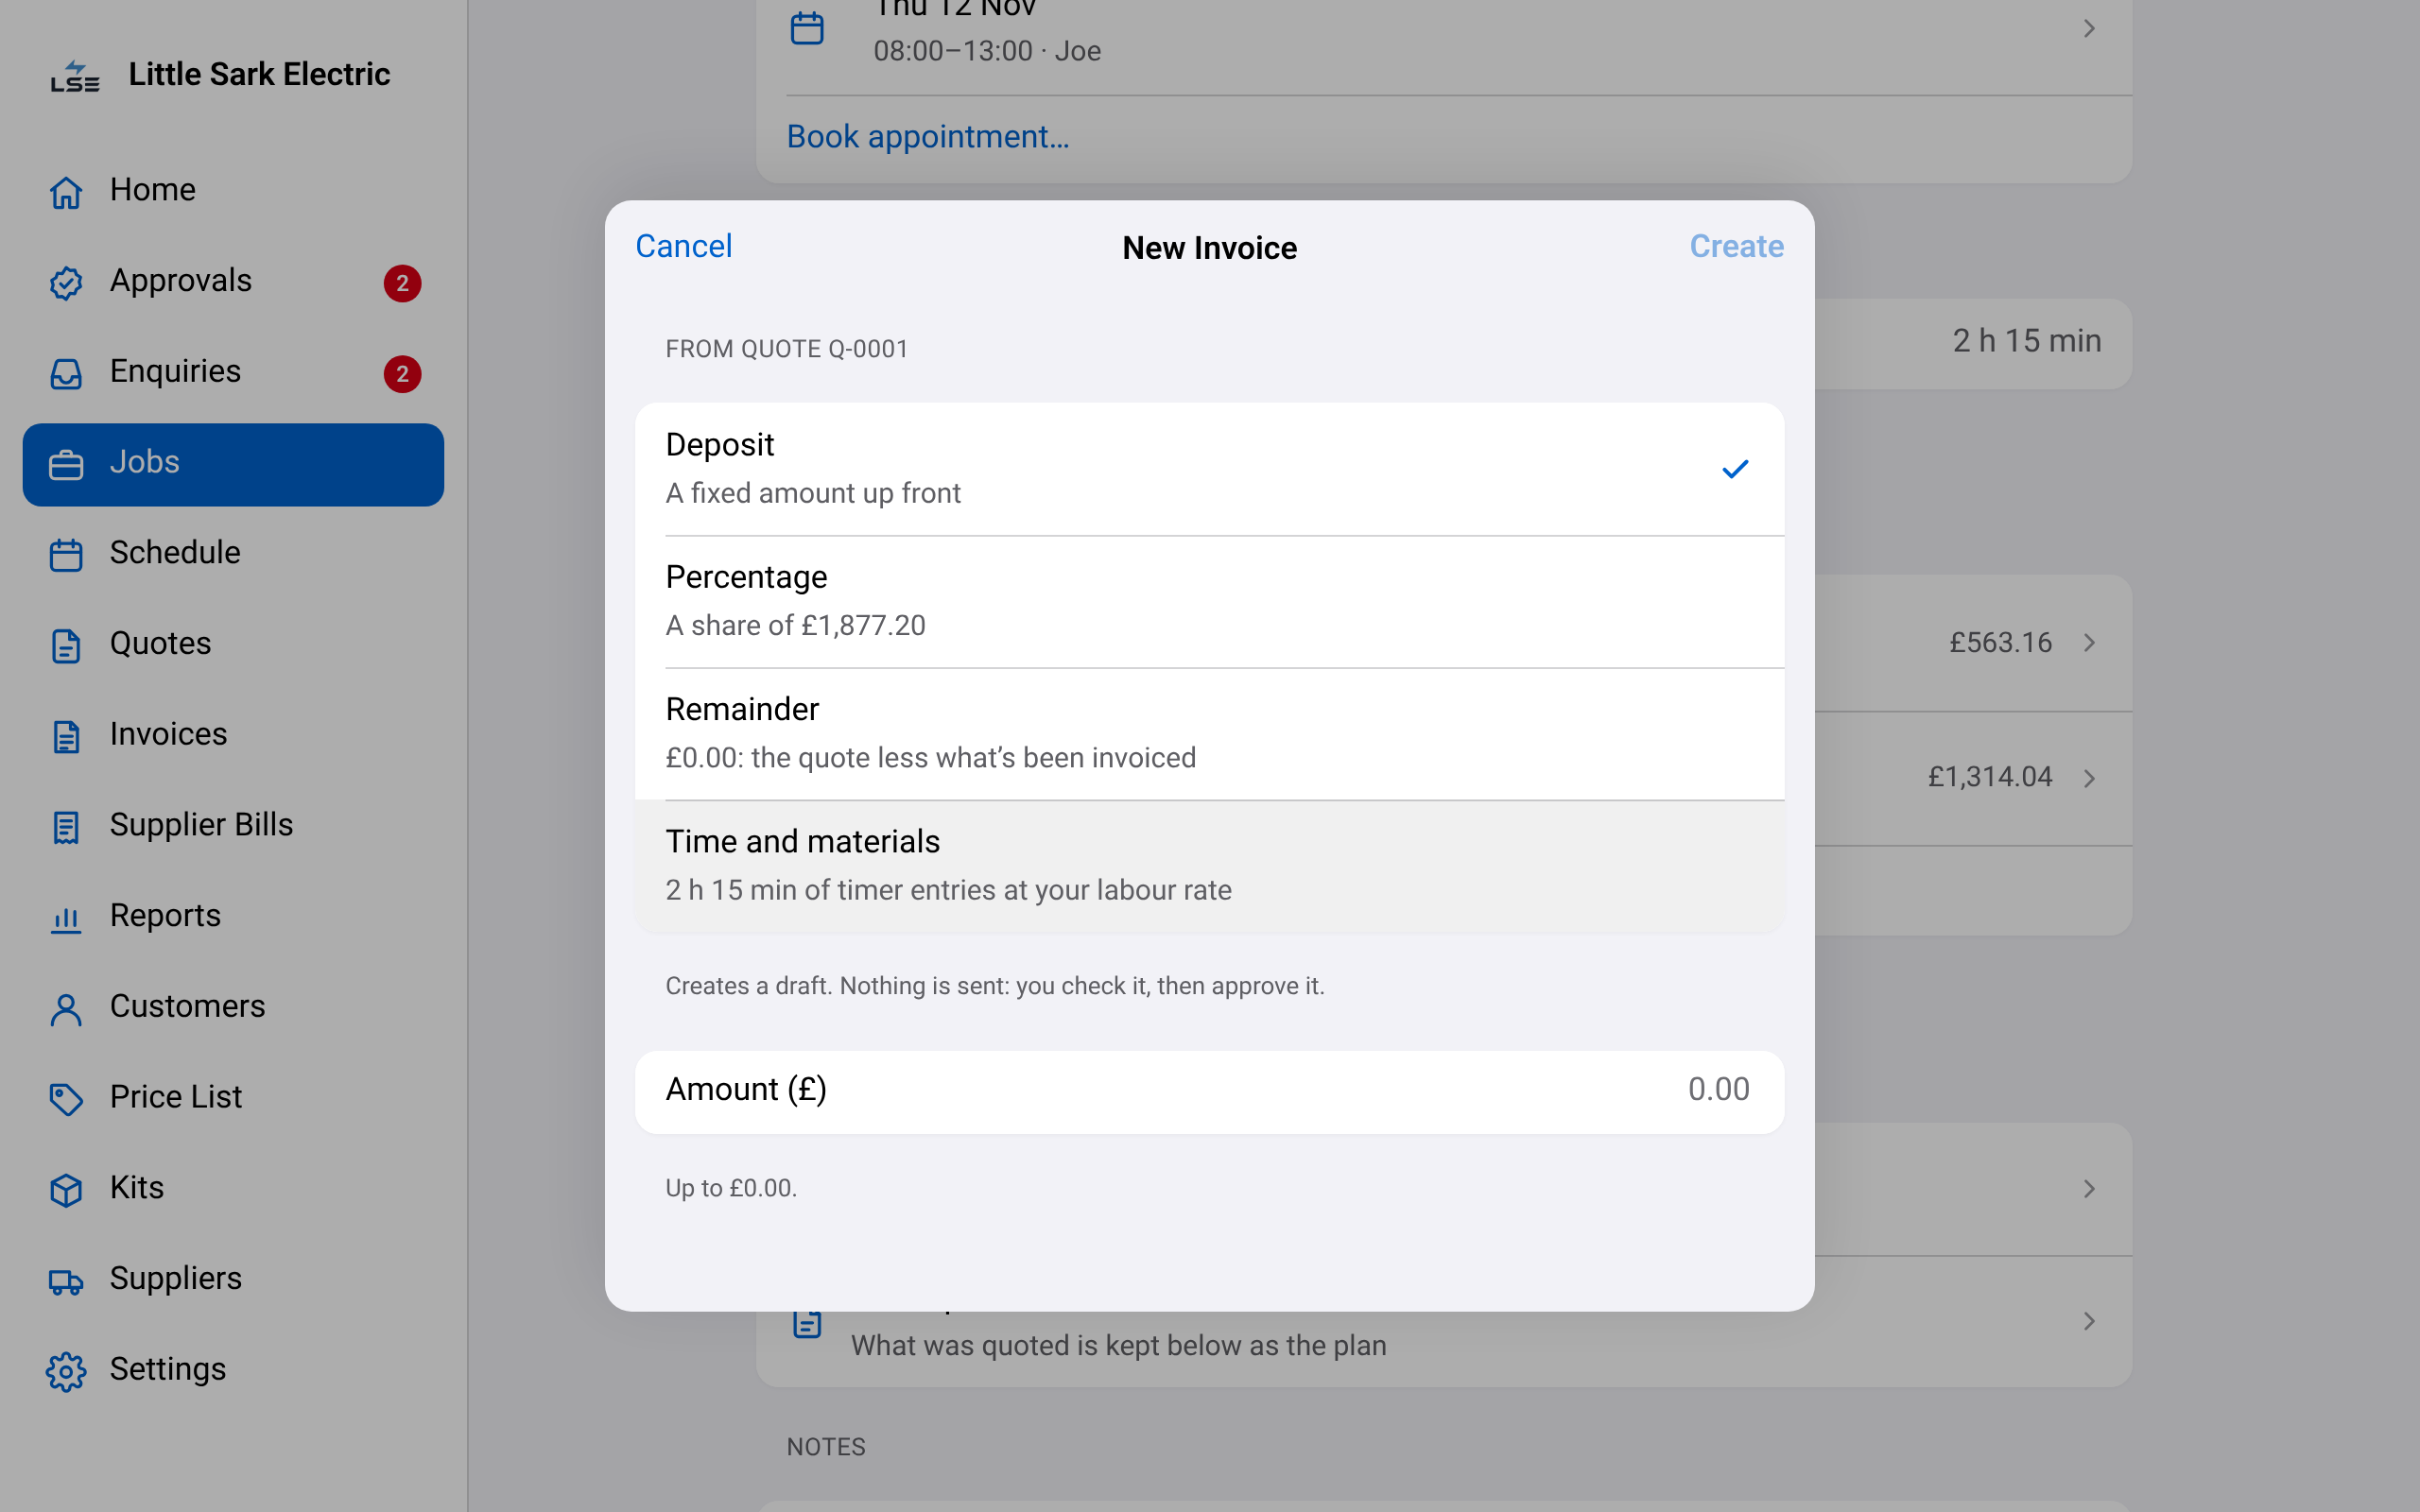 LSE
Little Sark Electric
Home
Approvals
2
Enquiries
2
Jobs
Schedule
Quotes
Invoices
Supplier Bills
Reports
Customers
Price List
Kits
Suppliers
Settings
Thu 12 Nov
08:00–13:00 · Joe
Book appointment…
Cancel
New Invoice
Create
FROM QUOTE Q-0001
Deposit
A fixed amount up front
Percentage
A share of £1,877.20
Remainder
£0.00: the quote less what’s been invoiced
Time and materials
2 h 15 min of timer entries at your labour rate
Creates a draft. Nothing is sent: you check it, then approve it.
Amount (£)
0.00
Up to £0.00.
2 h 15 min
£563.16
£1,314.04
What was quoted is kept below as the plan
NOTES